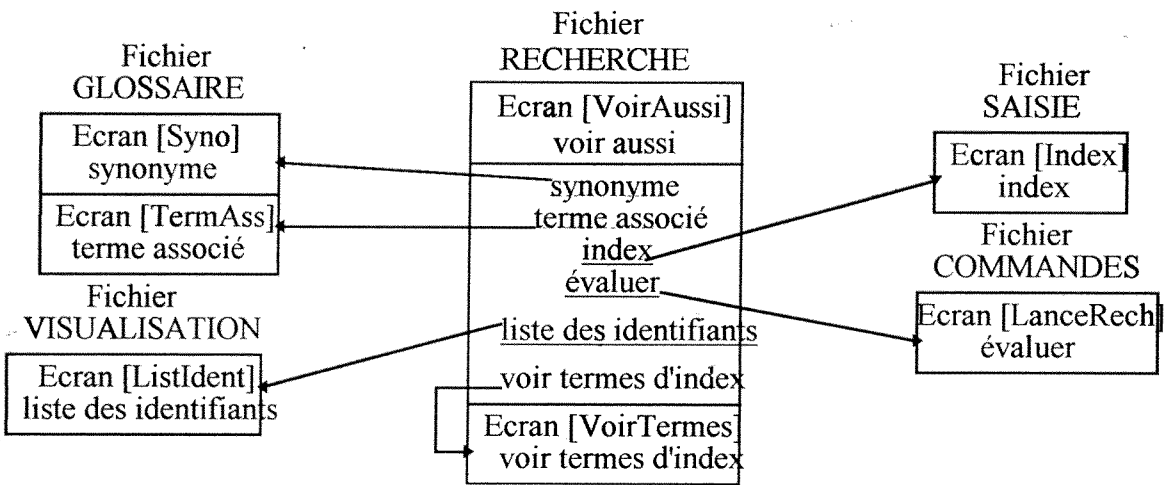 Fichier
GLOSSAIRE
Ecran [Syno]
synonyme
Ecran [TermAss]
terme associé
Fichier
VISUALISATION
Ecran [ListIdent]
liste des identifiants
Fichier
RECHERCHE
Ecran [VoirAussi]
voir aussi
synonyme
terme associé
index
évaluer
liste des identifiants
voir termes d'index
Ecran [VoirTermes]
voir termes d'index
Fichier
SAISIE
Ecran [Index]
index
Fichier
COMMANDES
Ecran [LanceRech]
évaluer